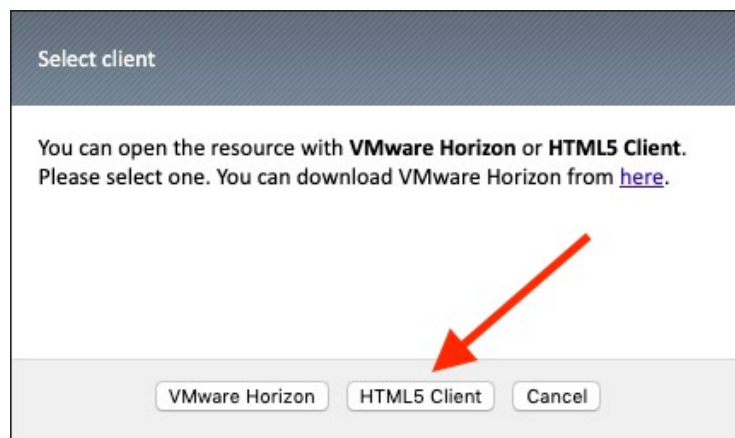 Select client
You can open the resource with VMware Horizon or HTML5 Client.
Please select one. You can download VMware Horizon from here.
VMware Horizon HTML5 Client Cancel